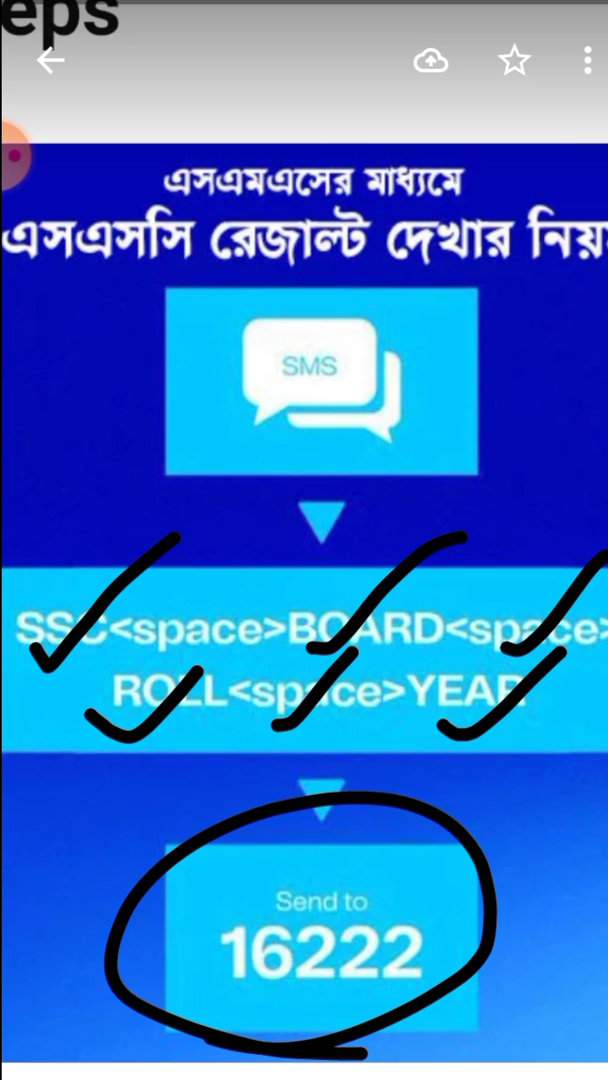 eps
এসএমএসের মাধ্যমে
এসএসসি রেজাল্ট দেখার
SMS
SSC<space>BOARD<space>
ROLL<space>YEAR
Send to
16222